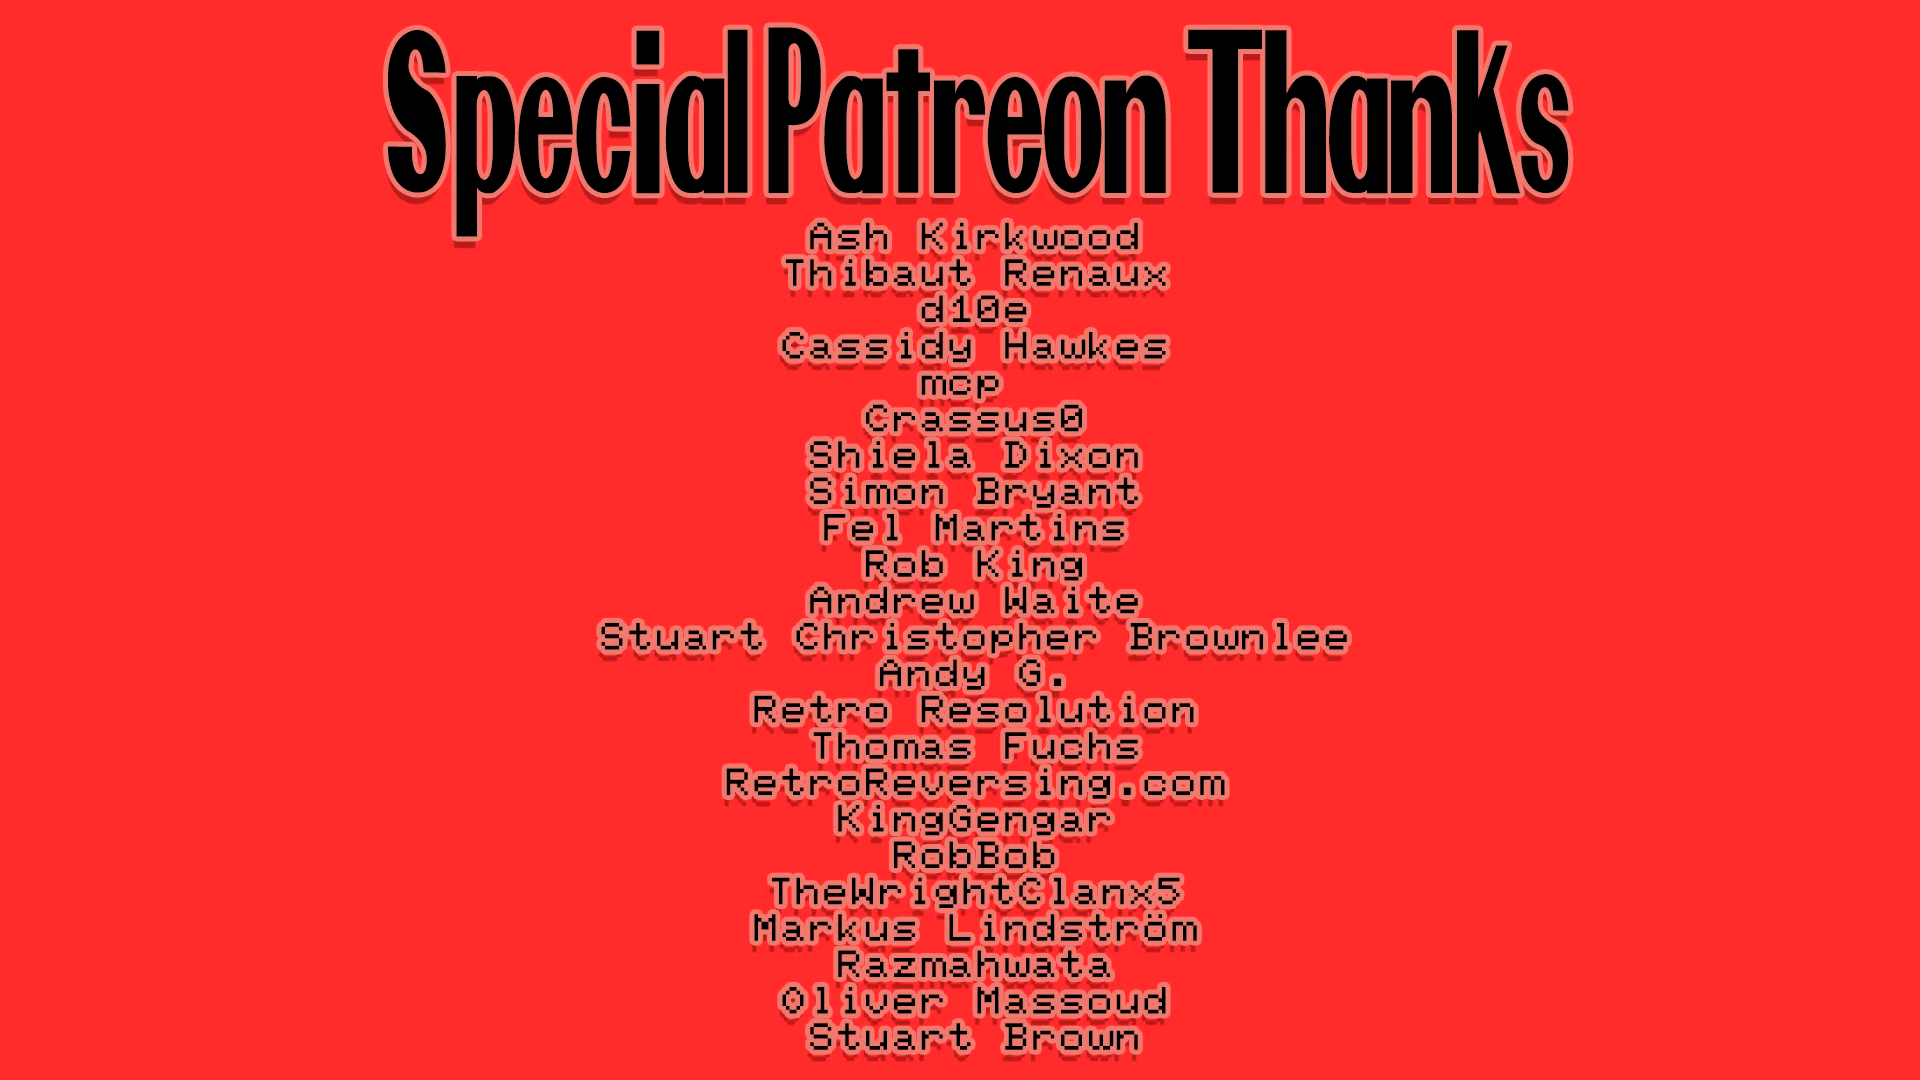 Special Patreon Thanks
Ash Kirkwood
Thibaut Renaux
d10e
Cassidy Hawkes
mcp
Crassus0
Shiela Dixon
Simon Bryant
Fel Martins
Rob King
Andrew Waite
Stuart Christopher Brownlee
Andy G.
Retro Resolution
Thomas Fuchs
RetroReversing.com
KingGengar
RobBob
TheWrightClanx5
Markus Lindström
Razmahwata
Oliver Massoud
Stuart Brown